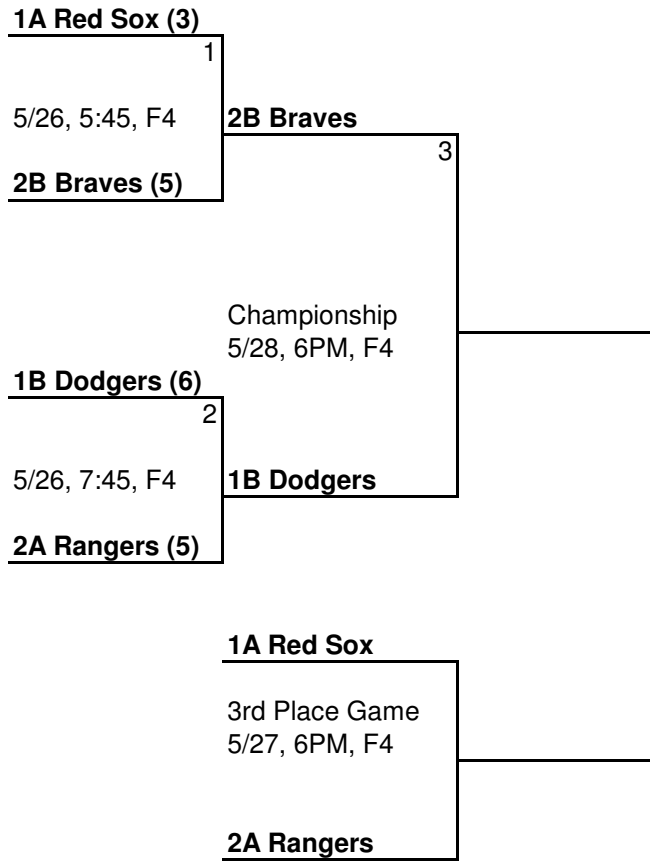 1A Red Sox (3)
1
5/26, 5:45, F4
2B Braves
3
2B Braves (5)
Championship
5/28, 6PM, F4
1B Dodgers (6)
2
5/26, 7:45, F4
1B Dodgers
2A Rangers (5)
1A Red Sox
3rd Place Game
5/27, 6PM, F4
2A Rangers